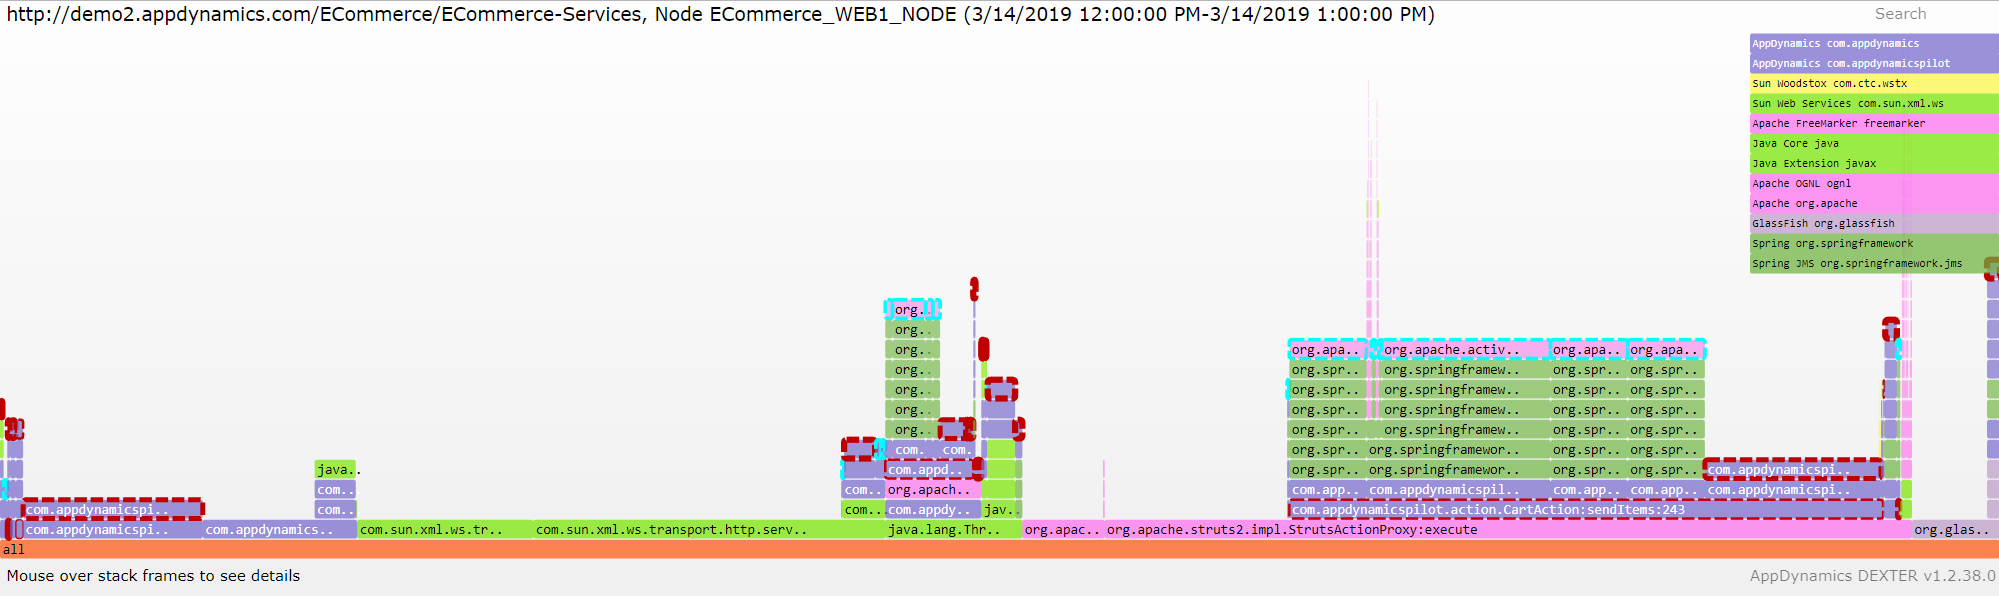 http://demo2.appdynamics.com/ECommerce/ECommerce-Services, Node ECommerce_WEB1_NODE (3/14/2019 12:00:00 PM-3/14/2019 1:00:00 PM)
Search
AppDynamics com.appdynamics
AppDynamics com.appdynamicspilot
Sun Woodstox com.ctc.wstx
Sun Web Services com.sun.xml.ws
Apache FreeMarker freemarker
Java Core java
Java Extension javax
Apache OGNL ognl
Apache org.apache
GlassFish org.glassfish
Spring org.springframework
Spring JMS org.springframework.jms
org..
org..
org.. org.apa.. org.apache.activ.. org.apa.. org.apa..
org.. org.spr.. org.springframew.. org.spr.. org.spr..
org.. org.spr.. org.springframew.. org.spr.. org.spr..
org.. org.spr.. org.springframew.. org.spr.. org.spr..
org.. org.spr.. org.springframew.. org.spr.. org.spr..
com. com. org.spr.. org.springframewor.. org.spr.. org.spr..
java.. com.appd.. org.spr.. org.springframewor.. org.spr.. org.spr.. com.appdynamicspi..
com.. com.. org.apach.. com.app.. com.appdynamicspil.. com.app.. com.app.. com.appdynamicspi..
com.appdynamicspi.. com.. com.. com.appdy.. jav.. com.appdynamicspilot.action.CartAction:sendItems:243
com.appdynamicspi.. com.appdynamics.. com.sun.xml.ws.tr.. com.sun.xml.ws.transport.http.serv.. java.lang.Thr.. org.apac.. org.apache.struts2.impl.StrutsActionProxy:execute org.glas..
all
Mouse over stack frames to see details
AppDynamics DEXTER v1.2.38.0